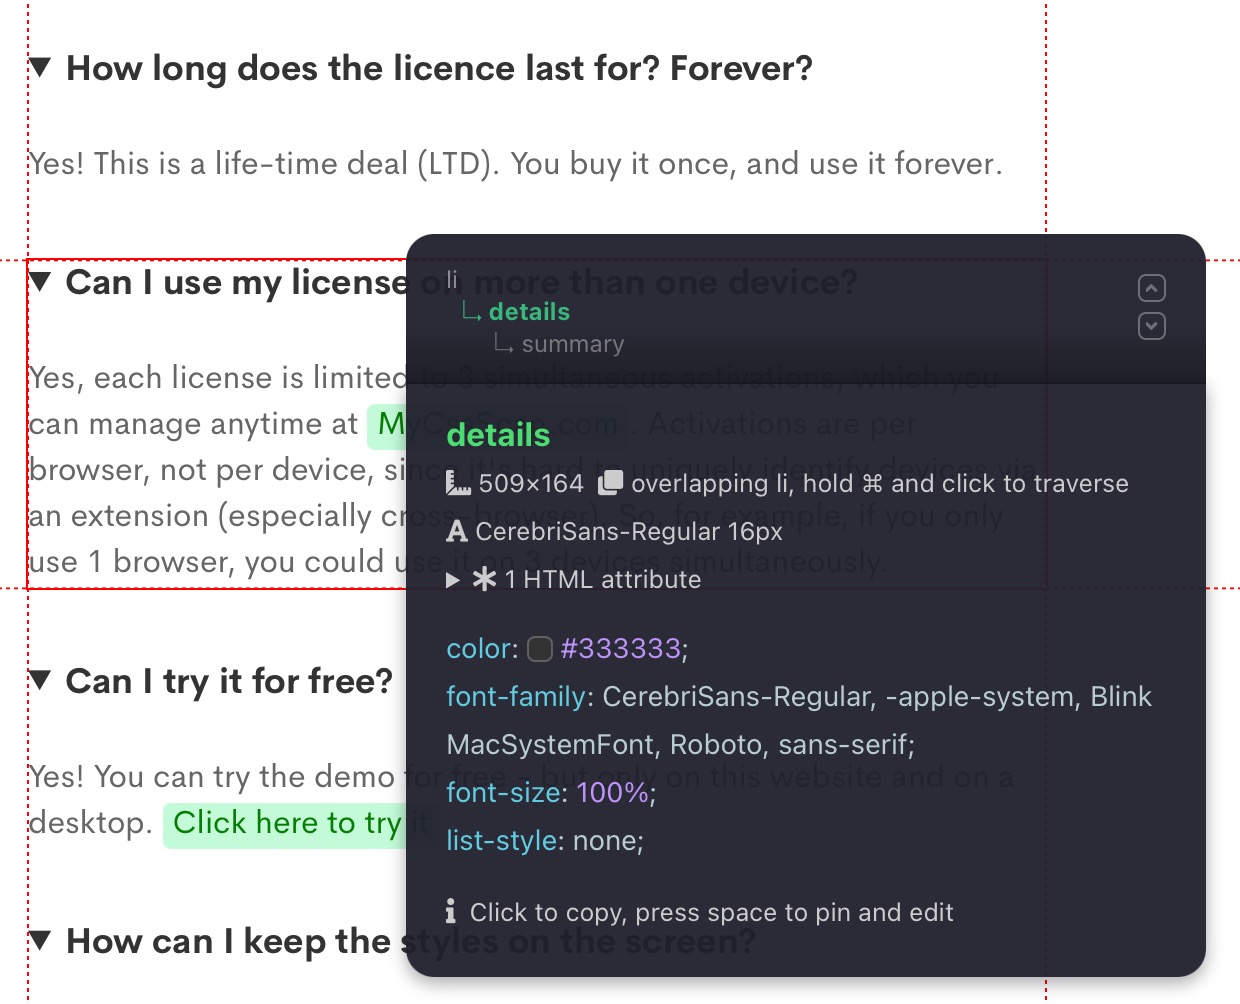 How long does the licence last for? Forever?
Yes! This is a life-time deal (LTD). You buy it once, and use it forever.
Can I use my license on more than one device?
li
details
summary
Yes, each license is limited to 3 simultaneous activations, which you
can manage anytime at MyCSSScan.com. Activations are per
browser, not per device, since it's hard to uniquely identify devices via
an extension (especially cross-browser). So, for example, if you only
use 1 browser, you could use it on 3 devices simultaneously.
details
509×164 overlapping li, hold ⌘ and click to traverse
CerebriSans-Regular 16px
1 HTML attribute
color: #333333;
font-family: CerebriSans-Regular, -apple-system, Blink
MacSystemFont, Roboto, sans-serif;
font-size: 100%;
list-style: none;
Click to copy, press space to pin and edit
Can I try it for free?
Yes! You can try the demo for free - but only on this website and on a
desktop. Click here to try it
How can I keep the styles on the screen?